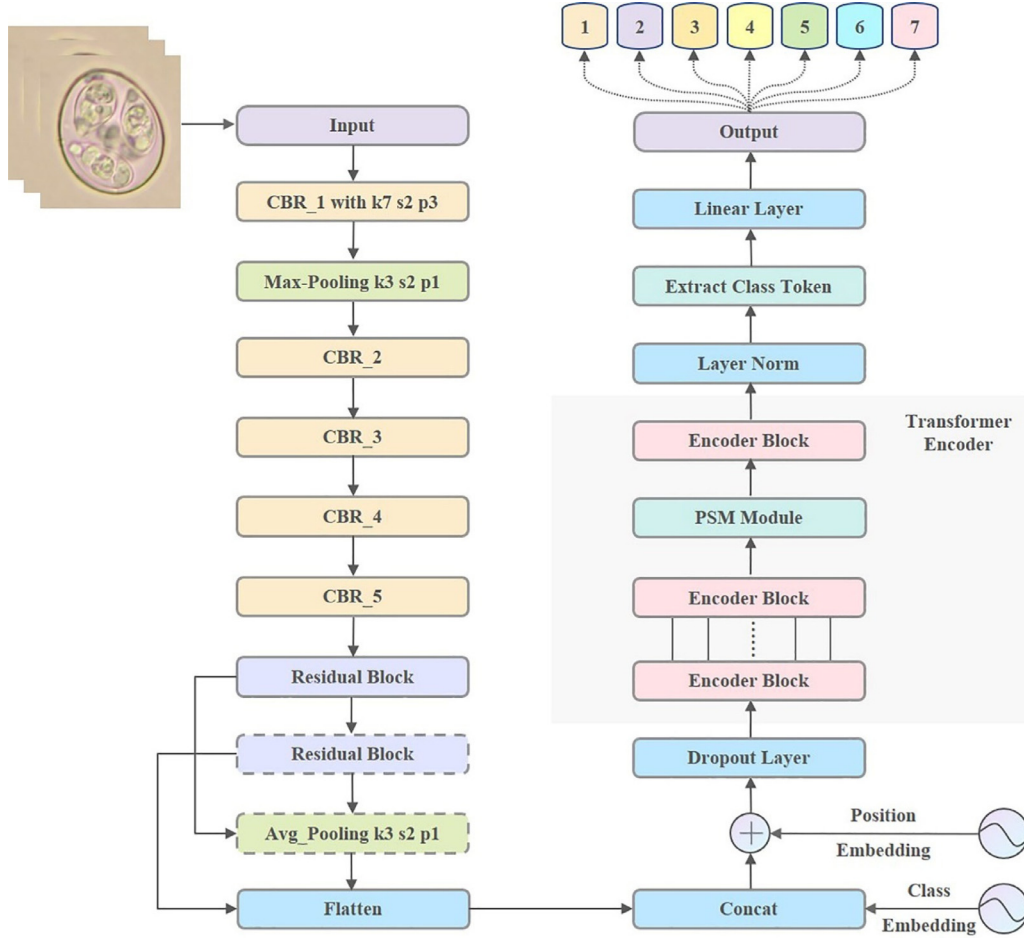 Input
CBR_1 with k7 s2 p3
Max-Pooling k3 s2 p1
CBR_2
CBR_3
CBR_4
CBR_5
Residual Block
Residual Block
Avg_Pooling k3 s2 p1
Flatten
1 2 3 4 5 6 7
Output
Linear Layer
Extract Class Token
Layer Norm
Transformer
Encoder
Encoder Block
PSM Module
Encoder Block
Encoder Block
Dropout Layer
Position
Embedding
Concat
Class
Embedding